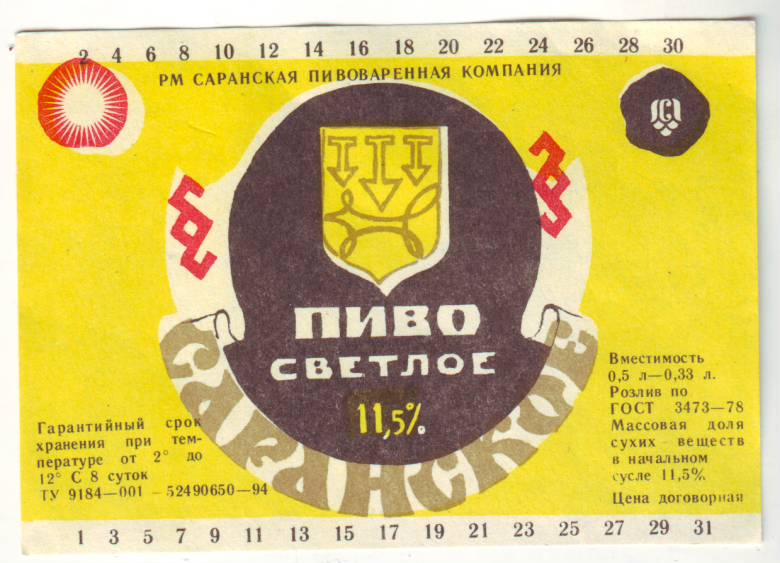 2 4 6 8 10 12 14 16 18 20 22 24 26 28 30
РМ САРАНСКАЯ ПИВОВАРЕННАЯ КОМПАНИЯ
ПИВО
СВЕТЛОЕ
11,5%
САРАНСКОЕ
Гарантийный срок
хранения при тем-
пературе от 2° до
12° С 8 суток
ТУ 9184—001 - 52490650—94
Вместимость
0,5 л—0,33 л.
Розлив по
ГОСТ 3473—78
Массовая доля
сухих веществ
в начальном
сусле 11,5%
Цена договорная
1 3 5 7 9 11 13 15 17 19 21 23 25 27 29 31